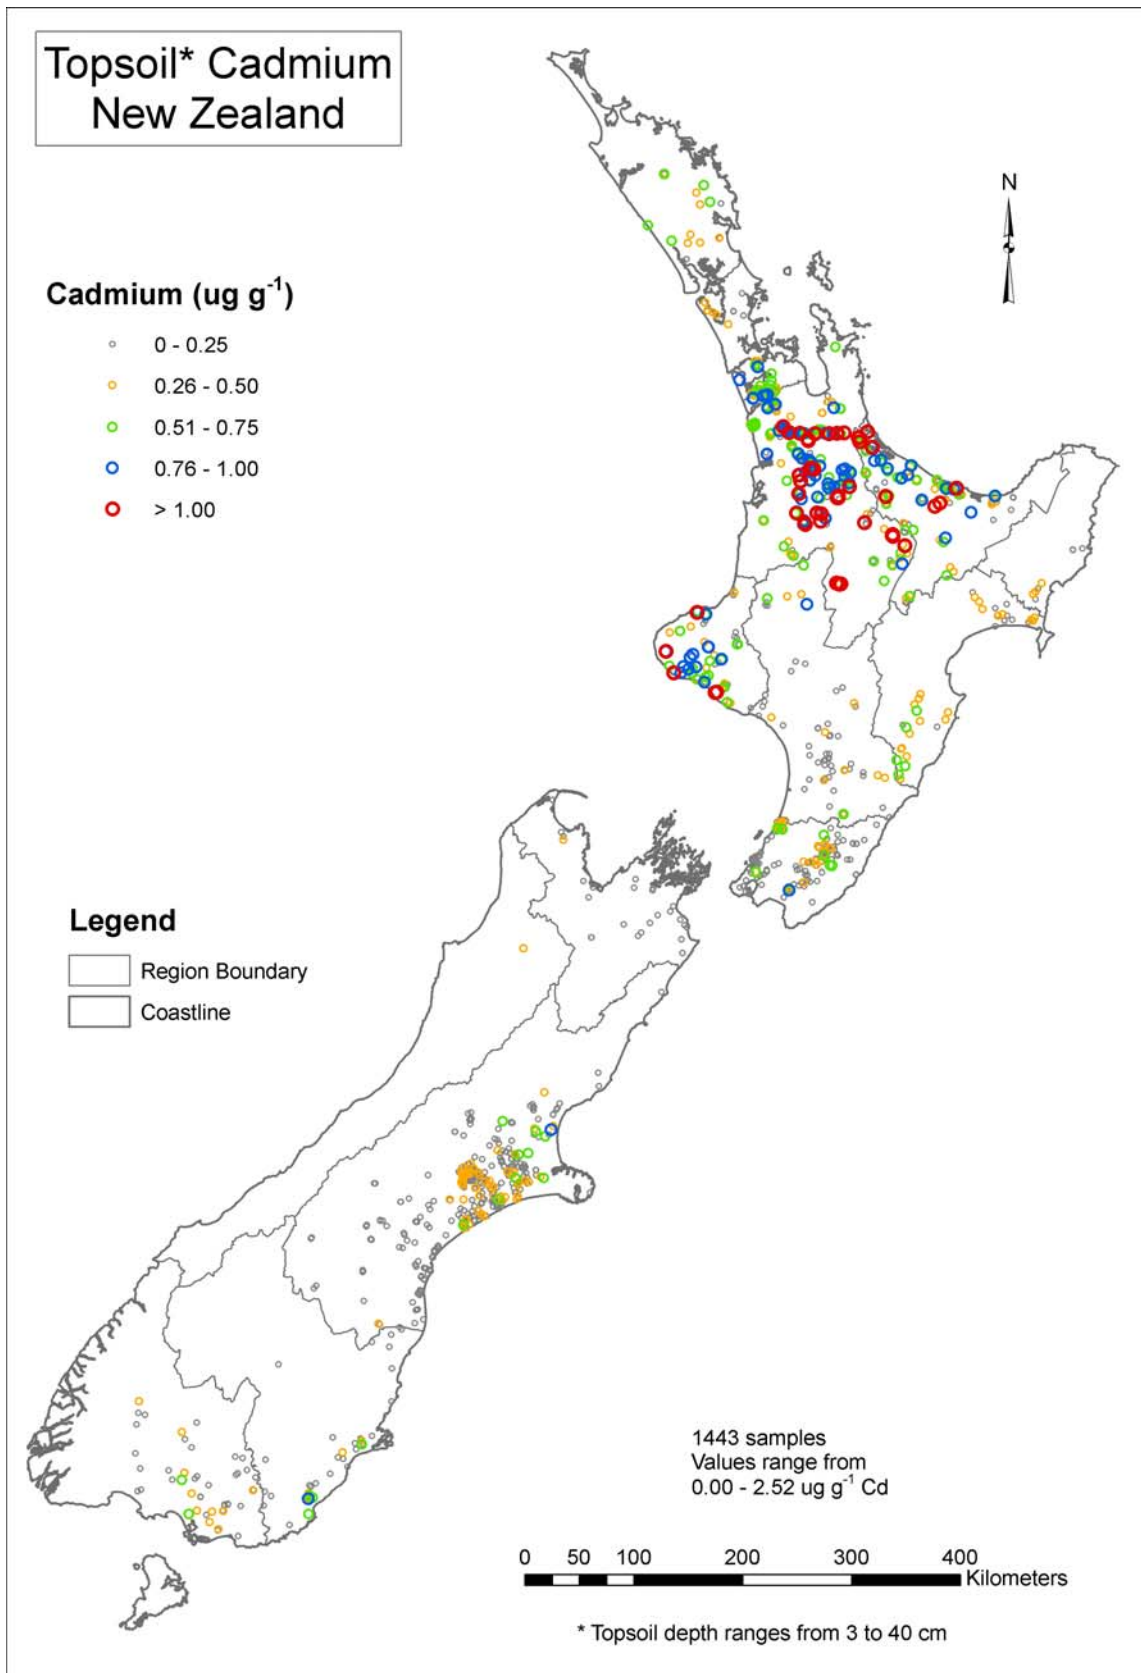 Topsoil* Cadmium
New Zealand
N
Cadmium (ug g⁻¹)
0 - 0.25
0.26 - 0.50
0.51 - 0.75
0.76 - 1.00
> 1.00
Legend
Region Boundary
Coastline
1443 samples
Values range from
0.00 - 2.52 ug g⁻¹ Cd
0 50 100 200 300 400
Kilometers
* Topsoil depth ranges from 3 to 40 cm